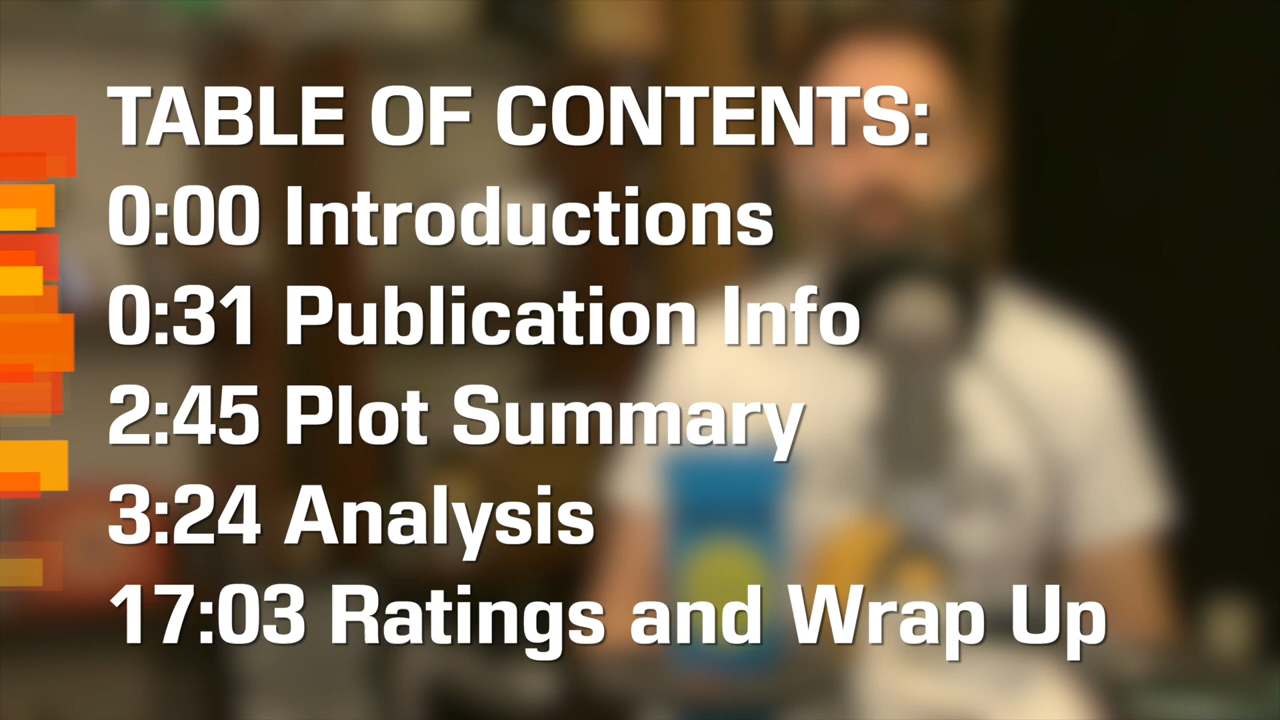 TABLE OF CONTENTS:
0:00 Introductions
0:31 Publication Info
2:45 Plot Summary
3:24 Analysis
17:03 Ratings and Wrap Up